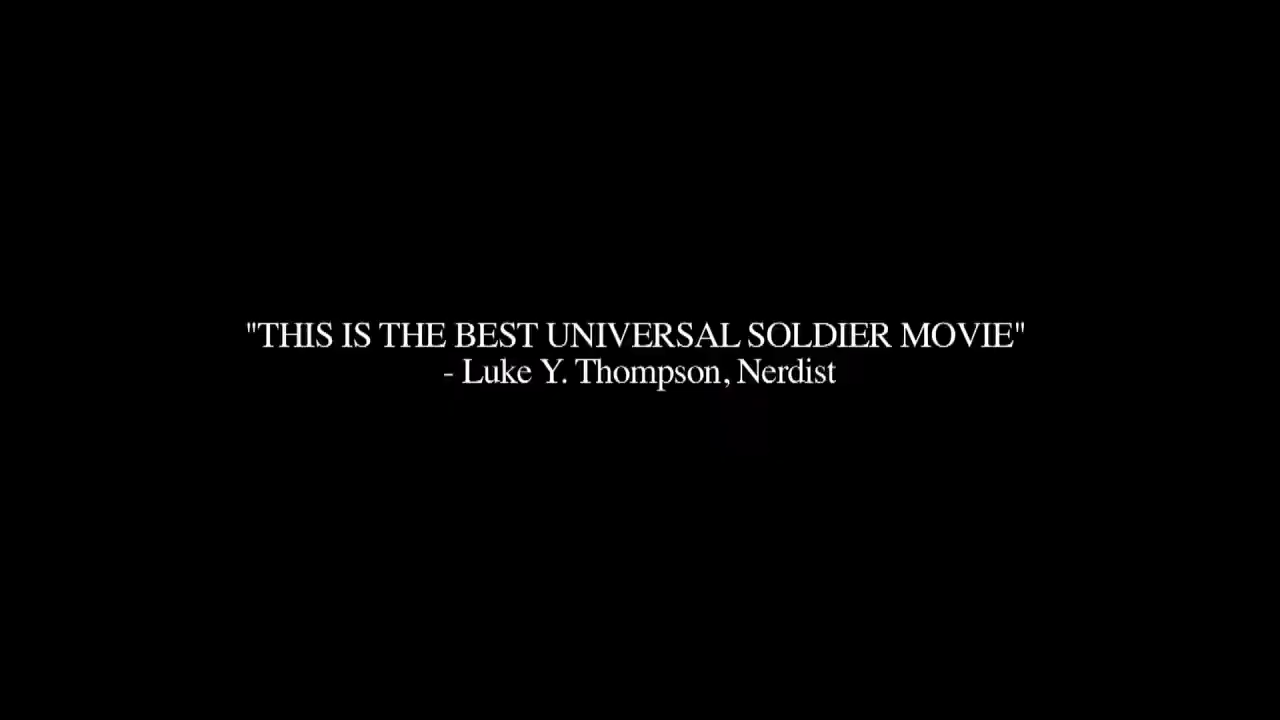 "THIS IS THE BEST UNIVERSAL SOLDIER MOVIE"
- Luke Y. Thompson, Nerdist